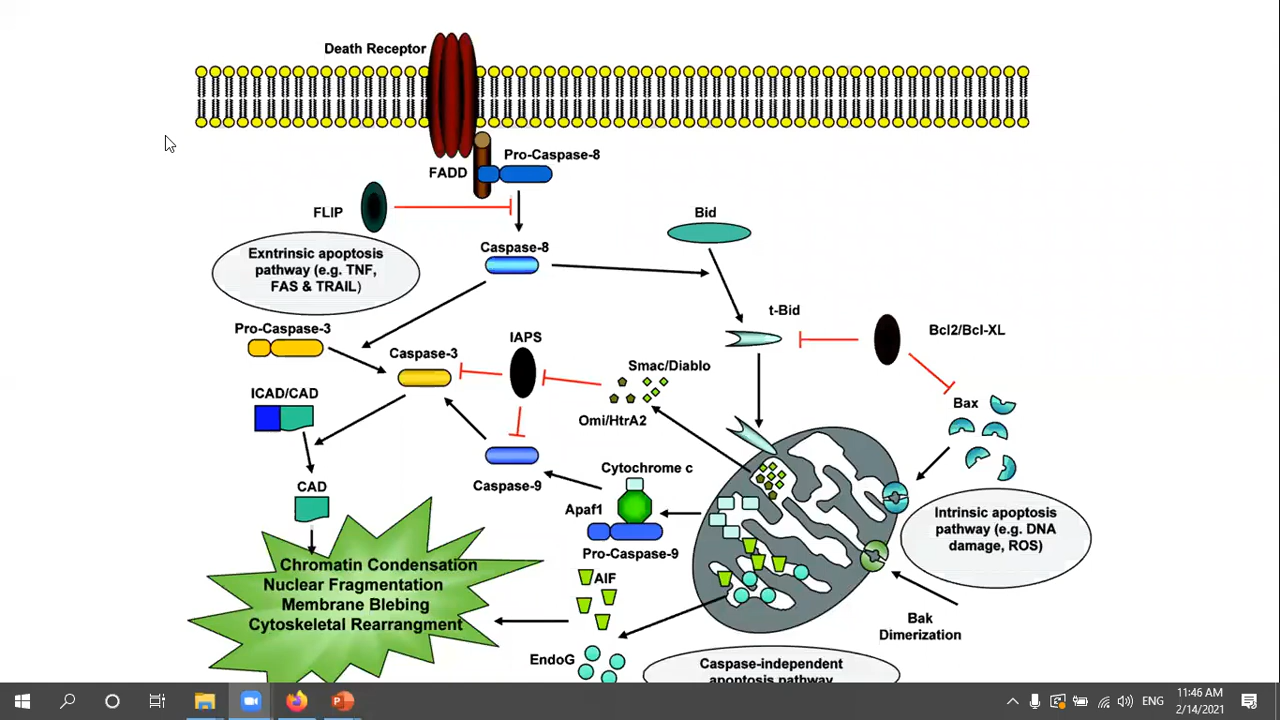 Death Receptor
Pro-Caspase-8
FADD
FLIP
Bid
Caspase-8
Exntrinsic apoptosis
pathway (e.g. TNF,
FAS & TRAIL)
t-Bid
Pro-Caspase-3
IAPS
Bcl2/Bcl-XL
Caspase-3
Smac/Diablo
ICAD/CAD
Bax
Omi/HtrA2
Cytochrome c
CAD
Caspase-9
Apaf1
Intrinsic apoptosis
pathway (e.g. DNA
damage, ROS)
Pro-Caspase-9
Chromatin Condensation
Nuclear Fragmentation
Membrane Blebing
Cytoskeletal Rearrangment
AIF
Bak
Dimerization
EndoG
Caspase-independent
apoptosis pathway
ENG
11:46 AM
2/14/2021